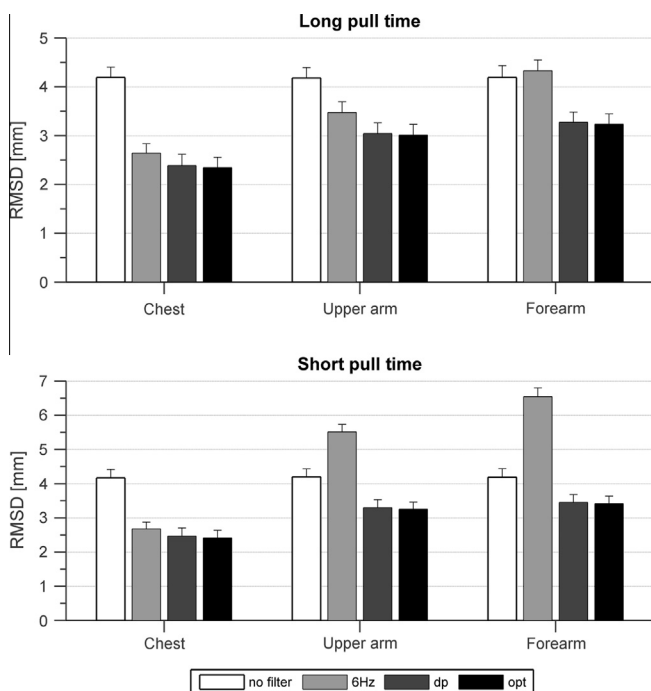 Long pull time
5
4
3
2
1
0
RMSD [mm]
Chest Upper arm Forearm
Short pull time
7
6
5
4
3
2
1
0
RMSD [mm]
Chest Upper arm Forearm
no filter 6Hz dp opt